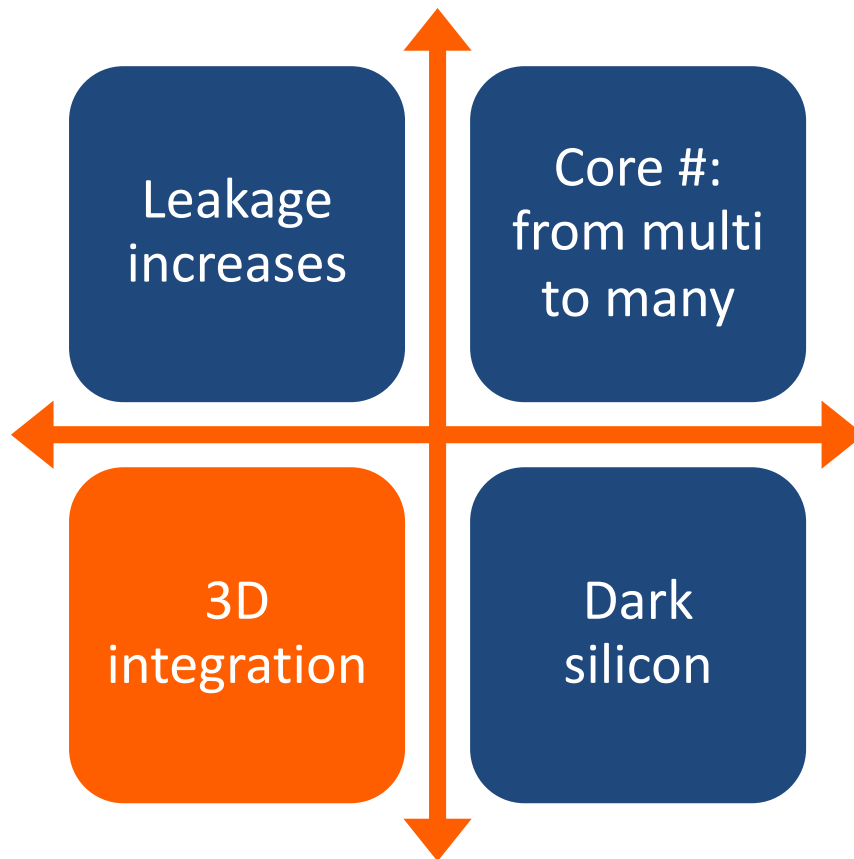 Leakage
increases
Core #:
from multi
to many
3D
integration
Dark
silicon